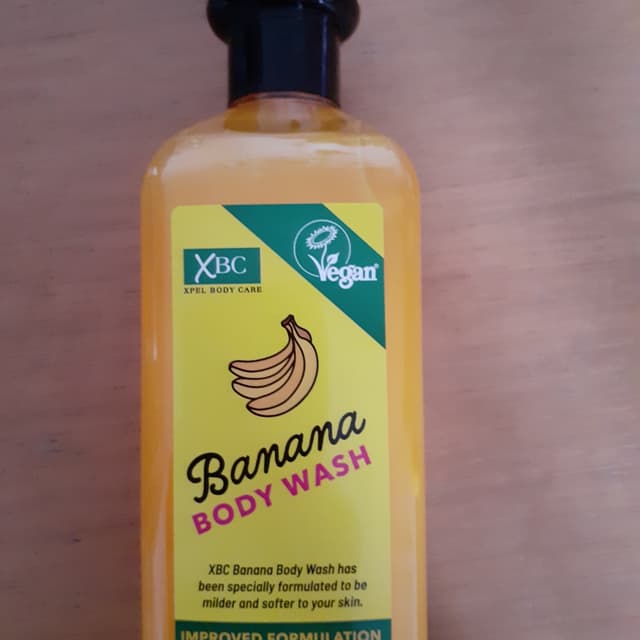 XBC
XPEL BODY CARE
Vegan
Banana
BODY WASH
XBC Banana Body Wash has
been specially formulated to be
milder and softer to your skin.
IMPROVED FORMULATION